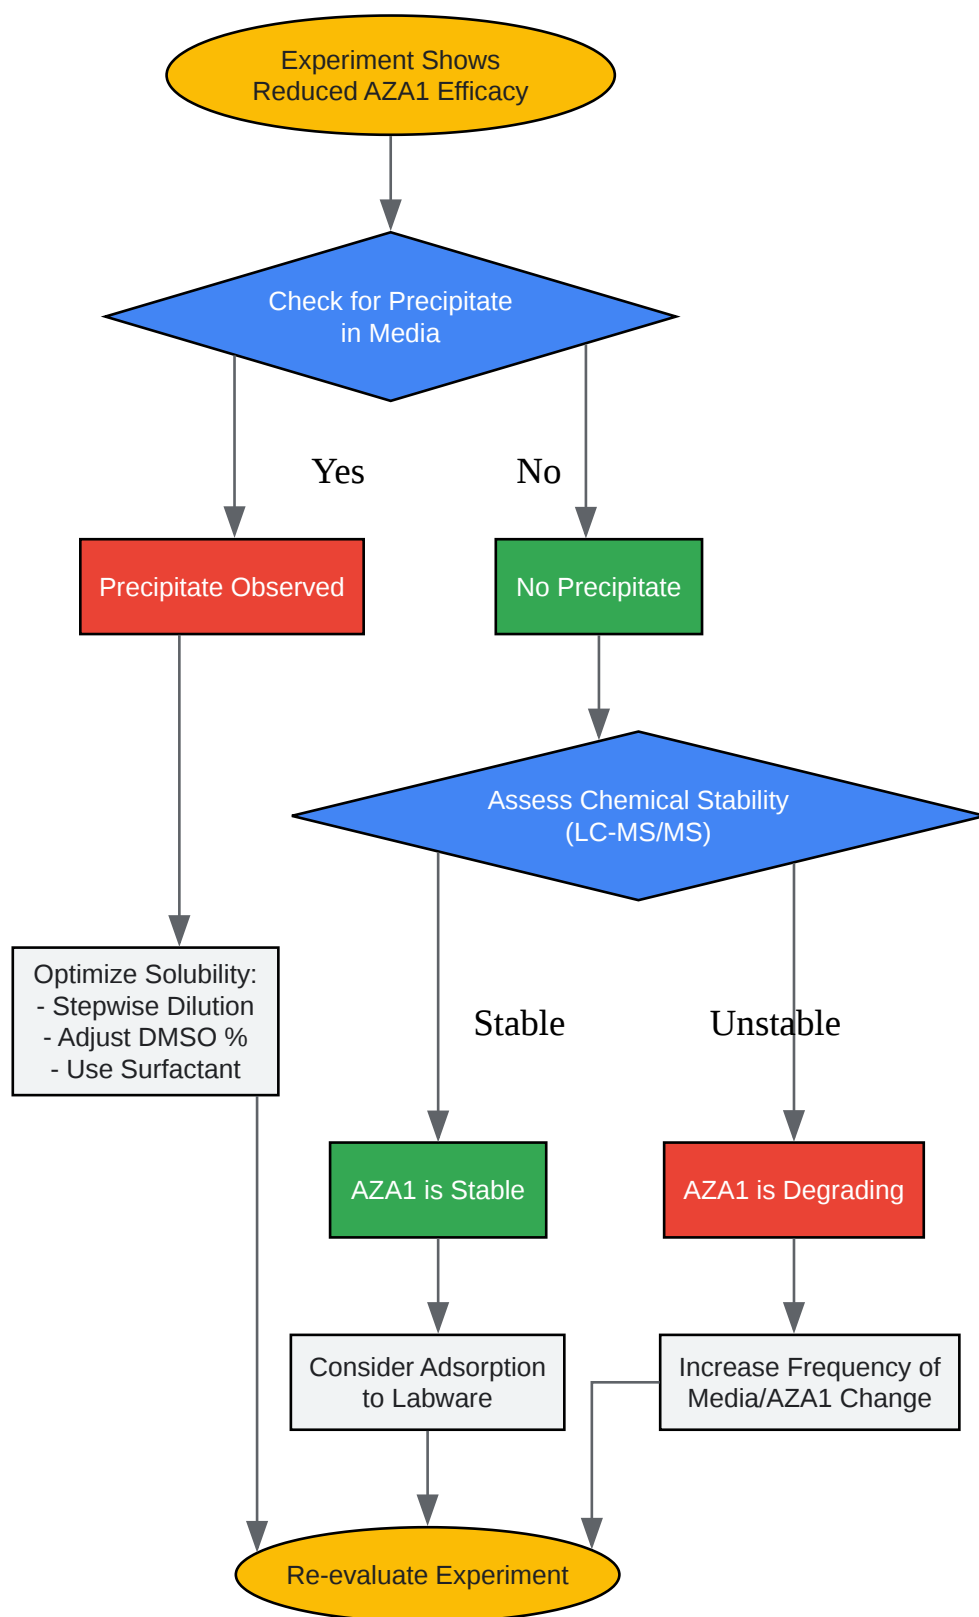 Experiment Shows
Reduced AZA1 Efficacy
Check for Precipitate
in Media
Yes
No
Precipitate Observed
No Precipitate
Assess Chemical Stability
(LC-MS/MS)
Optimize Solubility:
- Stepwise Dilution
- Adjust DMSO %
- Use Surfactant
Stable
Unstable
AZA1 is Stable
AZA1 is Degrading
Consider Adsorption
to Labware
Increase Frequency of
Media/AZA1 Change
Re-evaluate Experiment